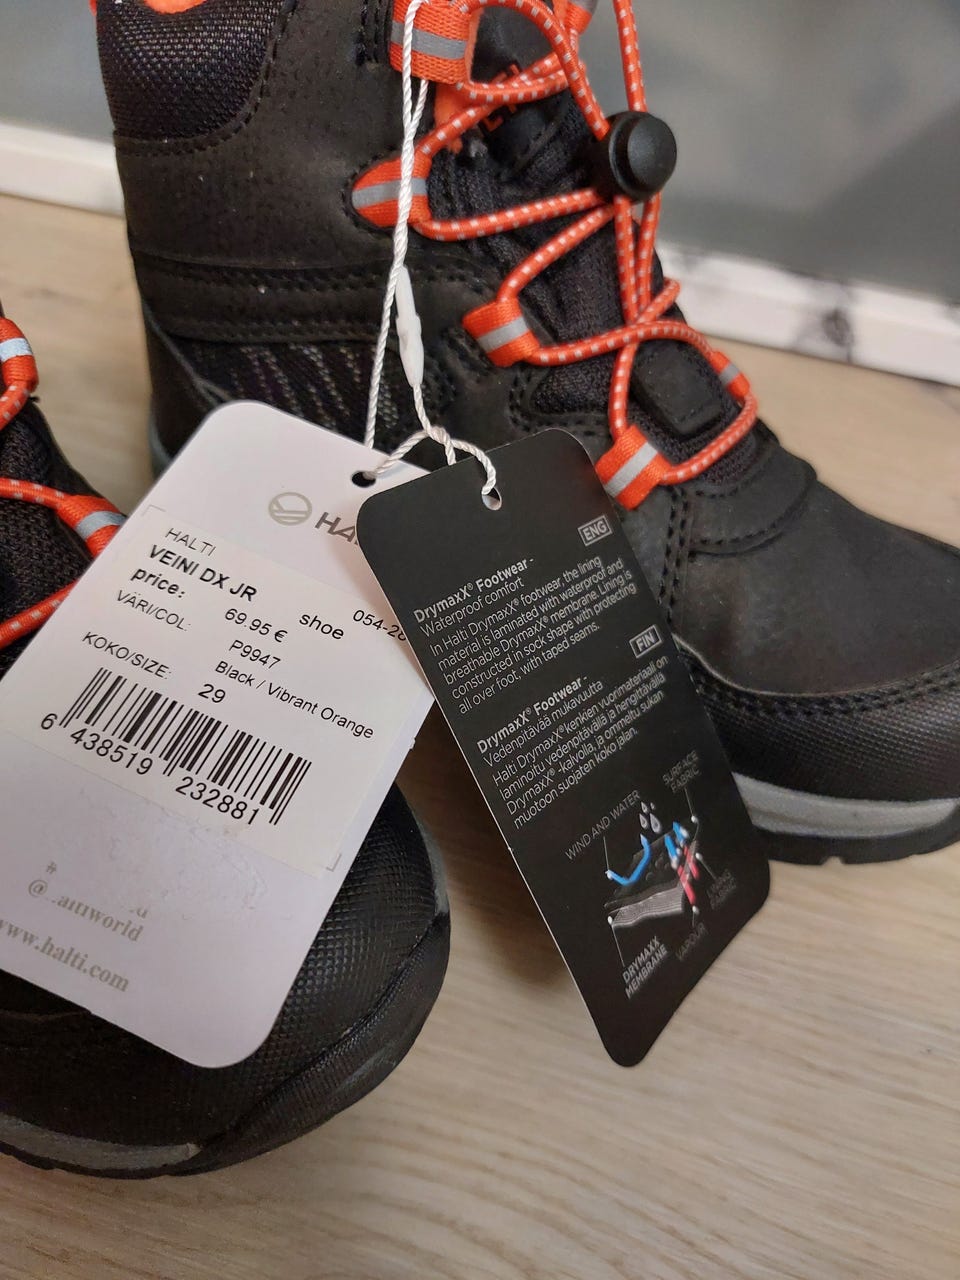 HALTI
VEINI DX JR
price: 69.95 € shoe
VÄRI/COL: P9947
Black / Vibrant Orange
KOKO/SIZE: 29
6 438519 232881
www.halti.com
ENG
DrymaxX® Footwear -
Waterproof comfort
In Halti DrymaxX® footwear, the lining
material is laminated with waterproof and
breathable DrymaxX® membrane. Lining is
constructed in sock shape with protecting
all over foot, with taped seams.
FIN
DrymaxX® Footwear -
Vedenpitävää mukavuutta
Halti DrymaxX® kenkien vuorimateriaali on
laminoitu vedenpitävällä ja hengittävällä
DrymaxX® -kalvolla, ja ommeltu sukan
muotoon suojaten koko jalan.
WIND AND WATER
SURFACE
FABRIC
LINING
FABRIC
VAPOUR
DRYMAXX
MEMBRANE